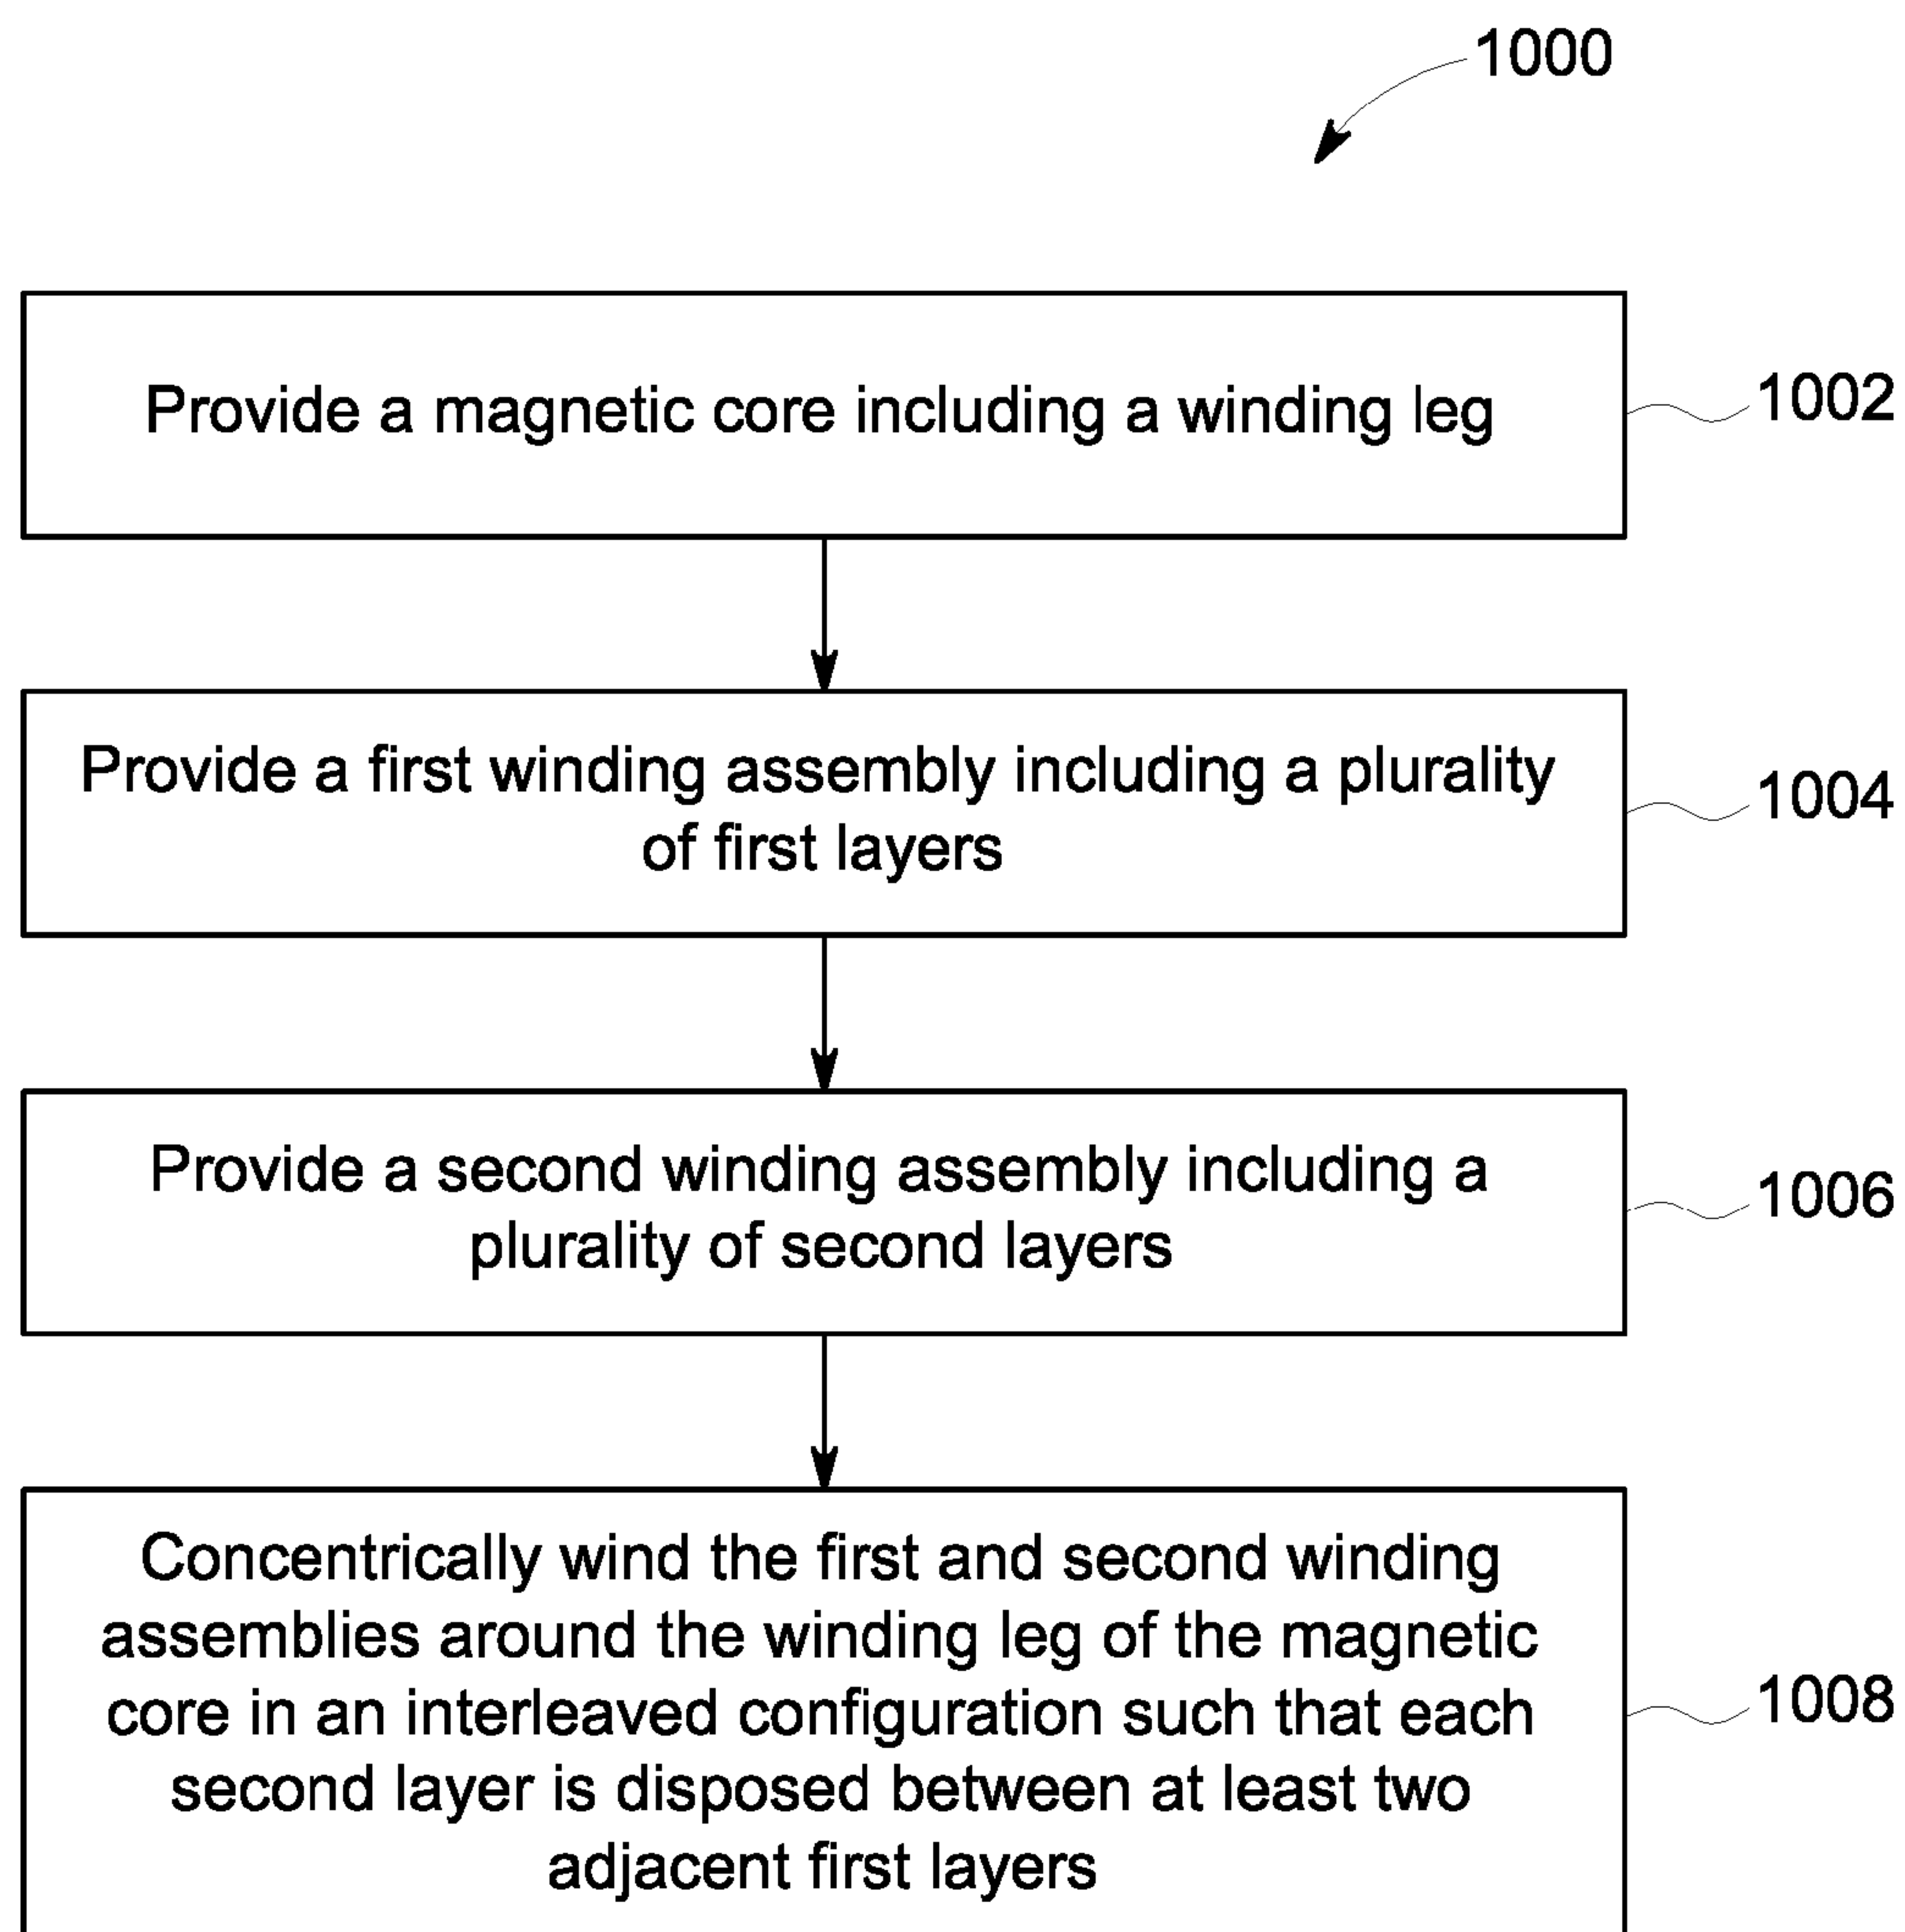 1000
Provide a magnetic core including a winding leg
1002
Provide a first winding assembly including a plurality
of first layers
1004
Provide a second winding assembly including a
plurality of second layers
1006
Concentrically wind the first and second winding
assemblies around the winding leg of the magnetic
core in an interleaved configuration such that each
second layer is disposed between at least two
adjacent first layers
1008